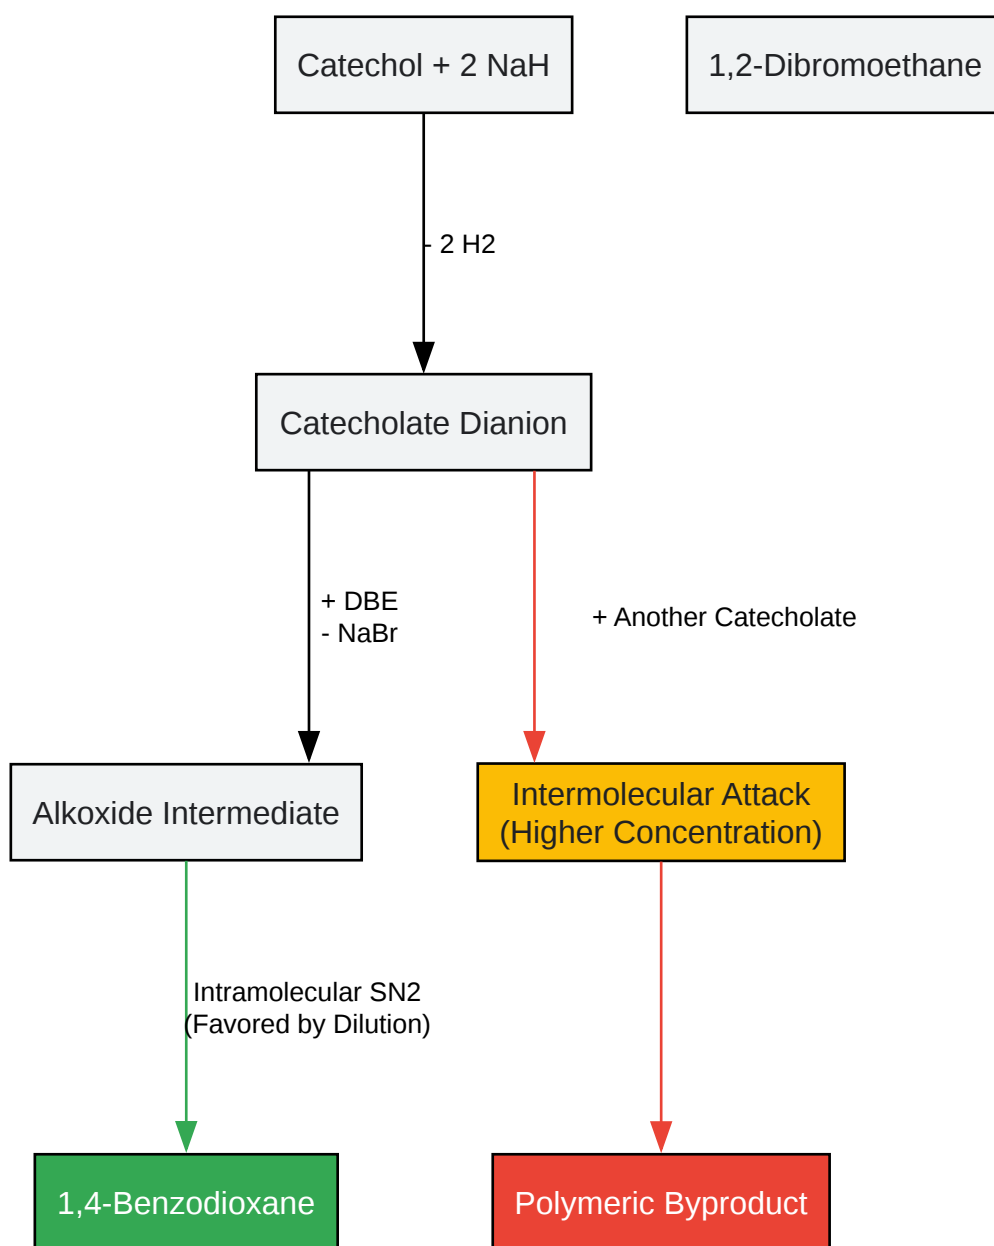 Catechol + 2 NaH
1,2-Dibromoethane
- 2 H2
Catecholate Dianion
+ DBE
- NaBr
+ Another Catecholate
Alkoxide Intermediate
Intermolecular Attack
(Higher Concentration)
Intramolecular SN2
(Favored by Dilution)
1,4-Benzodioxane
Polymeric Byproduct